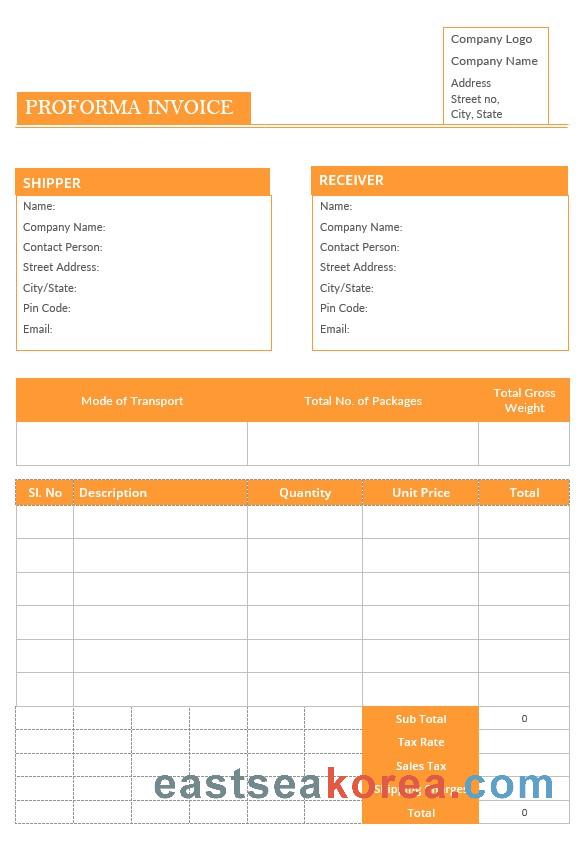 Company Logo
Company Name
Address
Street no,
City, State
PROFORMA INVOICE
SHIPPER
Name:
Company Name:
Contact Person:
Street Address:
City/State:
Pin Code:
Email:
RECEIVER
Name:
Company Name:
Contact Person:
Street Address:
City/State:
Pin Code:
Email:
Mode of Transport
Total No. of Packages
Total Gross
Weight
Sl. No
Description
Quantity
Unit Price
Total
Sub Total
0
Tax Rate
Sales Tax
Shipping Charges
eastseakorea.com
Total
0